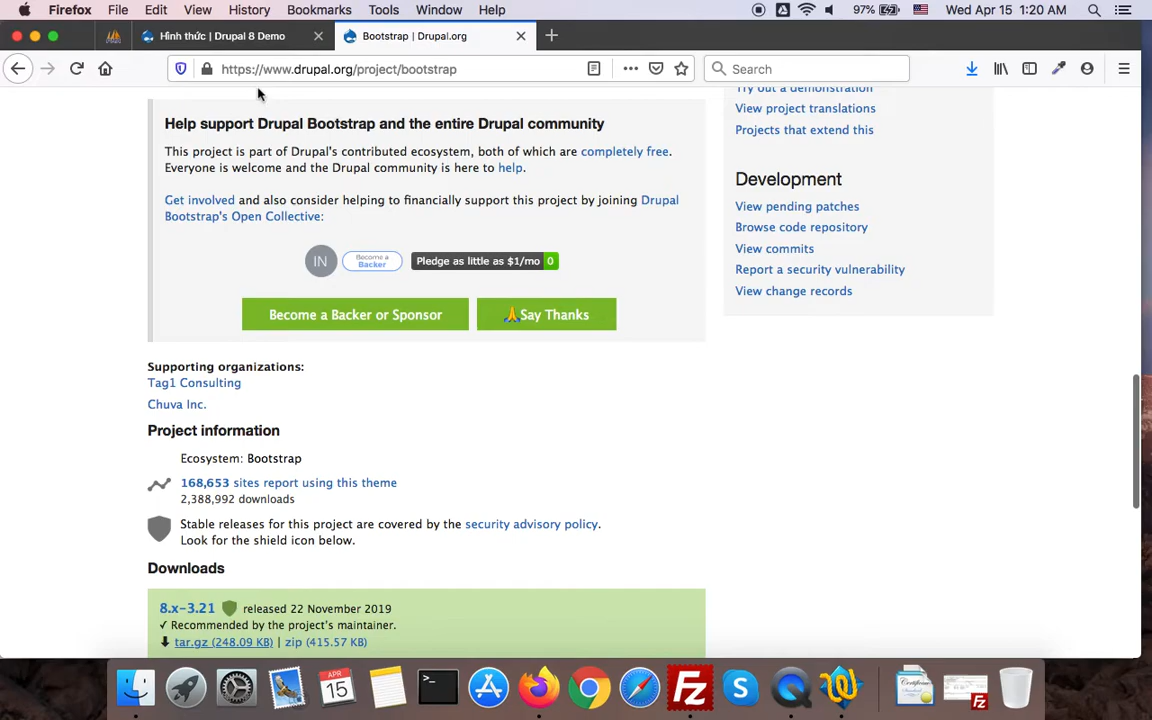 Firefox File Edit View History Bookmarks Tools Window Help 97% Wed Apr 15 1:20 AM
Hình thức | Drupal 8 Demo Bootstrap | Drupal.org
https://www.drupal.org/project/bootstrap Search
Try out a demonstration
Help support Drupal Bootstrap and the entire Drupal community
This project is part of Drupal's contributed ecosystem, both of which are completely free.
Everyone is welcome and the Drupal community is here to help.
Get involved and also consider helping to financially support this project by joining Drupal
Bootstrap's Open Collective:
IN Become a Backer Pledge as little as $1/mo 0
Become a Backer or Sponsor 🙏Say Thanks
Supporting organizations:
Tag1 Consulting
Chuva Inc.
Project information
Ecosystem: Bootstrap
168,653 sites report using this theme
2,388,992 downloads
Stable releases for this project are covered by the security advisory policy.
Look for the shield icon below.
Downloads
8.x-3.21 released 22 November 2019
✓ Recommended by the project's maintainer.
tar.gz (248.09 KB) | zip (415.57 KB)
View project translations
Projects that extend this
Development
View pending patches
Browse code repository
View commits
Report a security vulnerability
View change records
APR
15